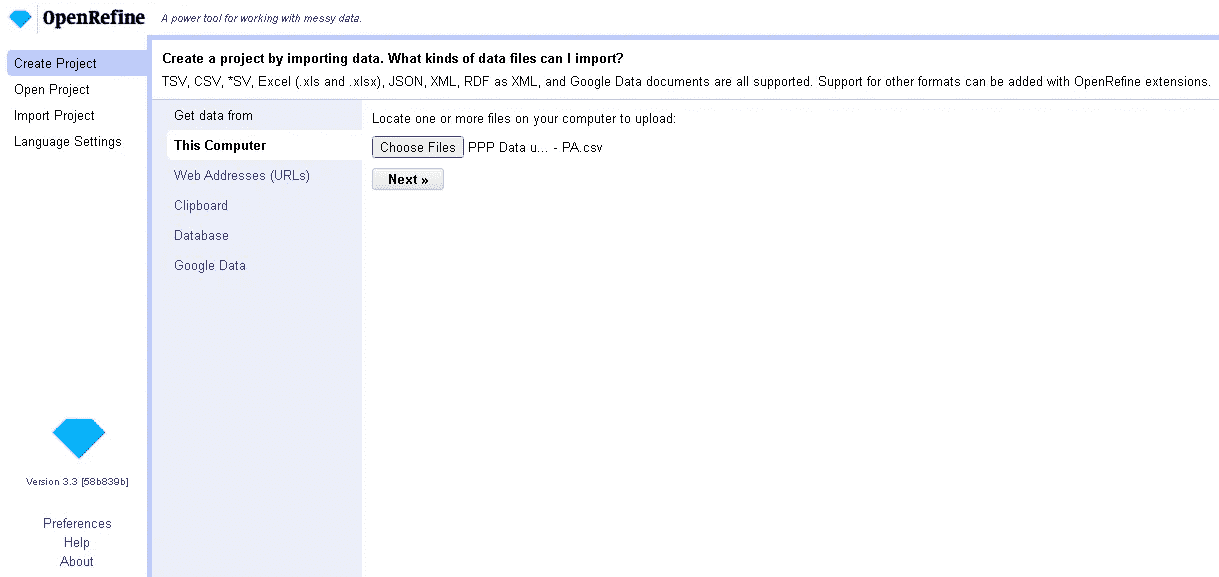 OpenRefine A power tool for working with messy data.
Create Project
Open Project
Import Project
Language Settings
Version 3.3 [58b839b]
Preferences
Help
About
Create a project by importing data. What kinds of data files can I import?
TSV, CSV, *SV, Excel (.xls and .xlsx), JSON, XML, RDF as XML, and Google Data documents are all supported. Support for other formats can be added with OpenRefine extensions.
Get data from
This Computer
Web Addresses (URLs)
Clipboard
Database
Google Data
Locate one or more files on your computer to upload:
Choose Files PPP Data u... - PA.csv
Next »